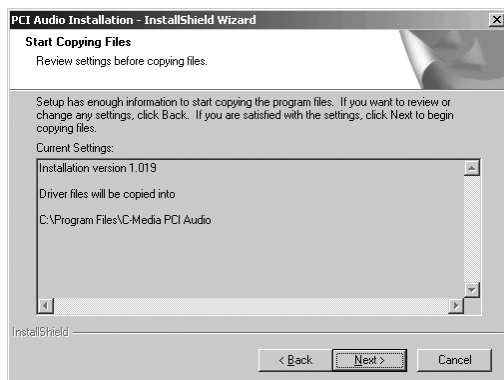 PCI Audio Installation - InstallShield Wizard
Start Copying Files
Review settings before copying files.
Setup has enough information to start copying the program files. If you want to review or
change any settings, click Back. If you are satisfied with the settings, click Next to begin
copying files.
Current Settings:
Installation version 1.019
Driver files will be copied into
C:\Program Files\C-Media PCI Audio
InstallShield
< Back Next > Cancel